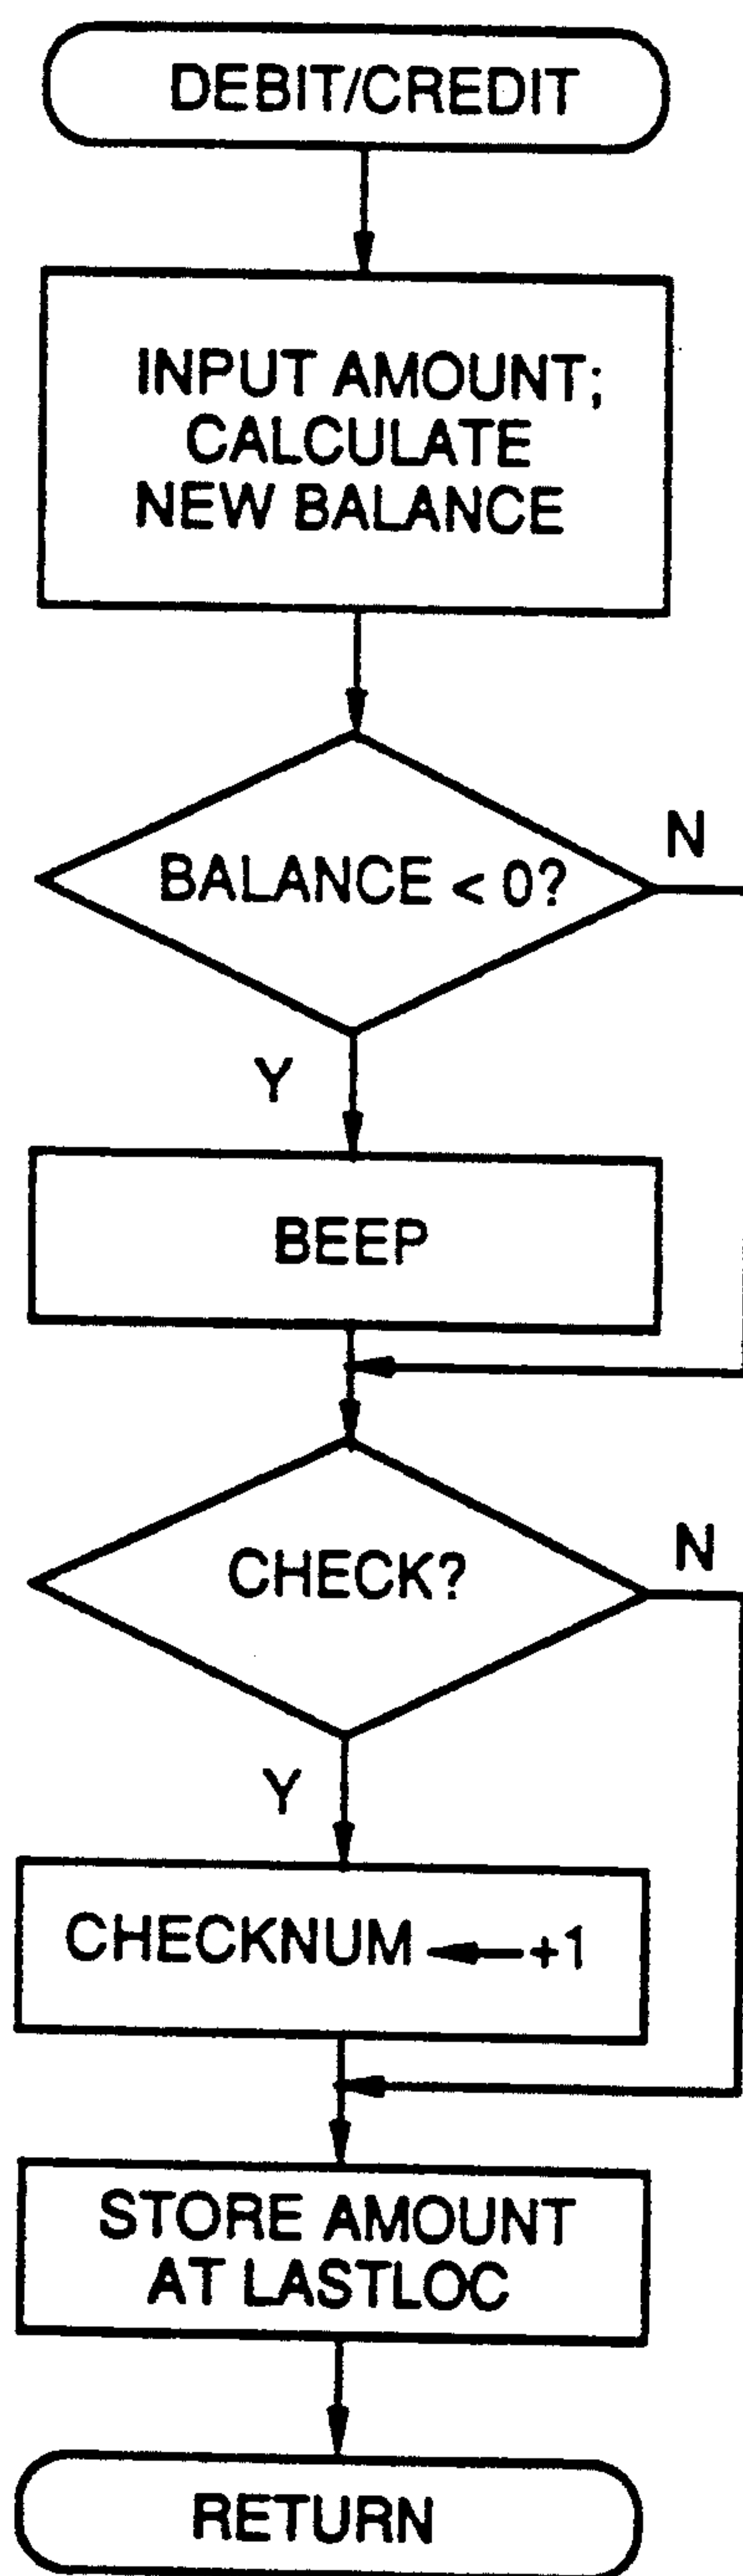 DEBIT/CREDIT
INPUT AMOUNT;
CALCULATE
NEW BALANCE
BALANCE < 0?
N
Y
BEEP
CHECK?
N
Y
CHECKNUM ←+1
STORE AMOUNT
AT LASTLOC
RETURN